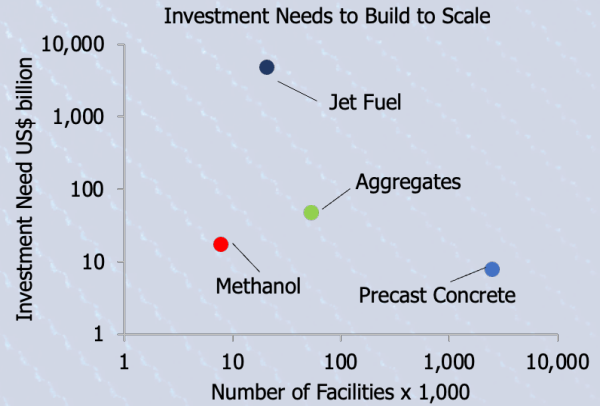 Investment Needs to Build to Scale
Investment Need US$ billion
10,000
1,000
100
10
1
Jet Fuel
Aggregates
Methanol
Precast Concrete
1
10
100
1,000
10,000
Number of Facilities x 1,000